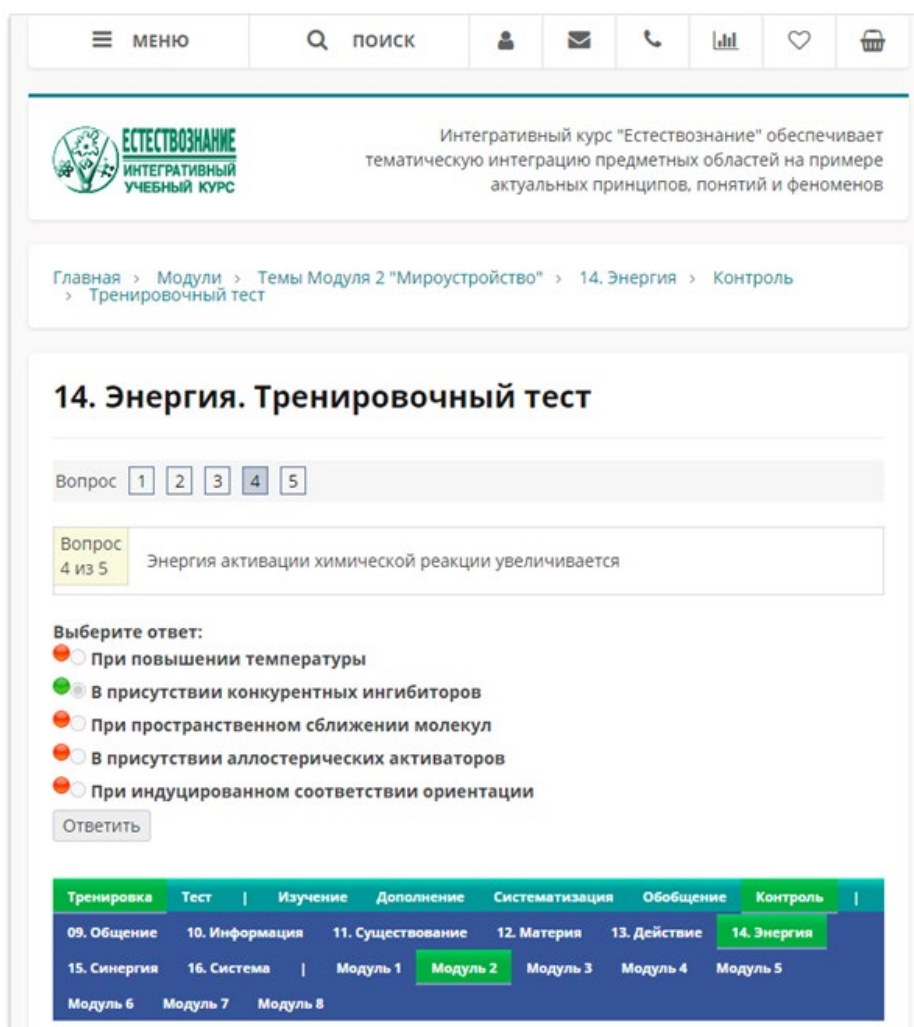 МЕНЮ ПОИСК
ЕСТЕСТВОЗНАНИЕ
ИНТЕГРАТИВНЫЙ
УЧЕБНЫЙ КУРС
Интегративный курс "Естествознание" обеспечивает
тематическую интеграцию предметных областей на примере
актуальных принципов, понятий и феноменов
Главная > Модули > Темы Модуля 2 "Мироустройство" > 14. Энергия > Контроль
> Тренировочный тест
14. Энергия. Тренировочный тест
Вопрос 1 2 3 4 5
Вопрос
4 из 5
Энергия активации химической реакции увеличивается
Выберите ответ:
При повышении температуры
В присутствии конкурентных ингибиторов
При пространственном сближении молекул
В присутствии аллостерических активаторов
При индуцированном соответствии ориентации
Ответить
Тренировка Тест | Изучение Дополнение Систематизация Обобщение Контроль |
09. Общение 10. Информация 11. Существование 12. Материя 13. Действие 14. Энергия
15. Синергия 16. Система | Модуль 1 Модуль 2 Модуль 3 Модуль 4 Модуль 5
Модуль 6 Модуль 7 Модуль 8